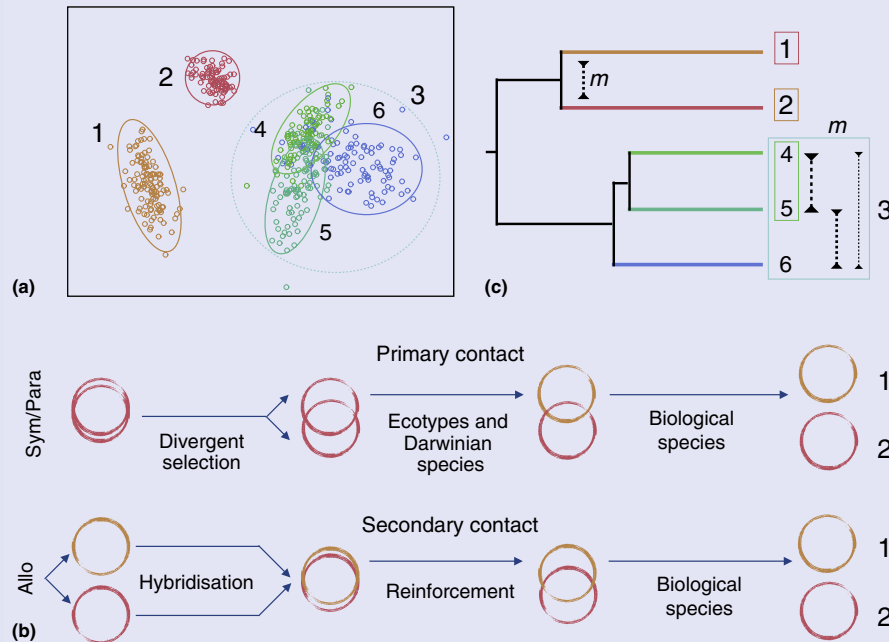 2
1
4
6
3
5
(a)
1
m
2
m
4
5
3
6
(c)
Sym/Para
Primary contact
Divergent
selection
Ecotypes and
Darwinian
species
Biological
species
1
2
Allo
Secondary contact
Hybridisation
Reinforcement
Biological
species
1
2
(b)